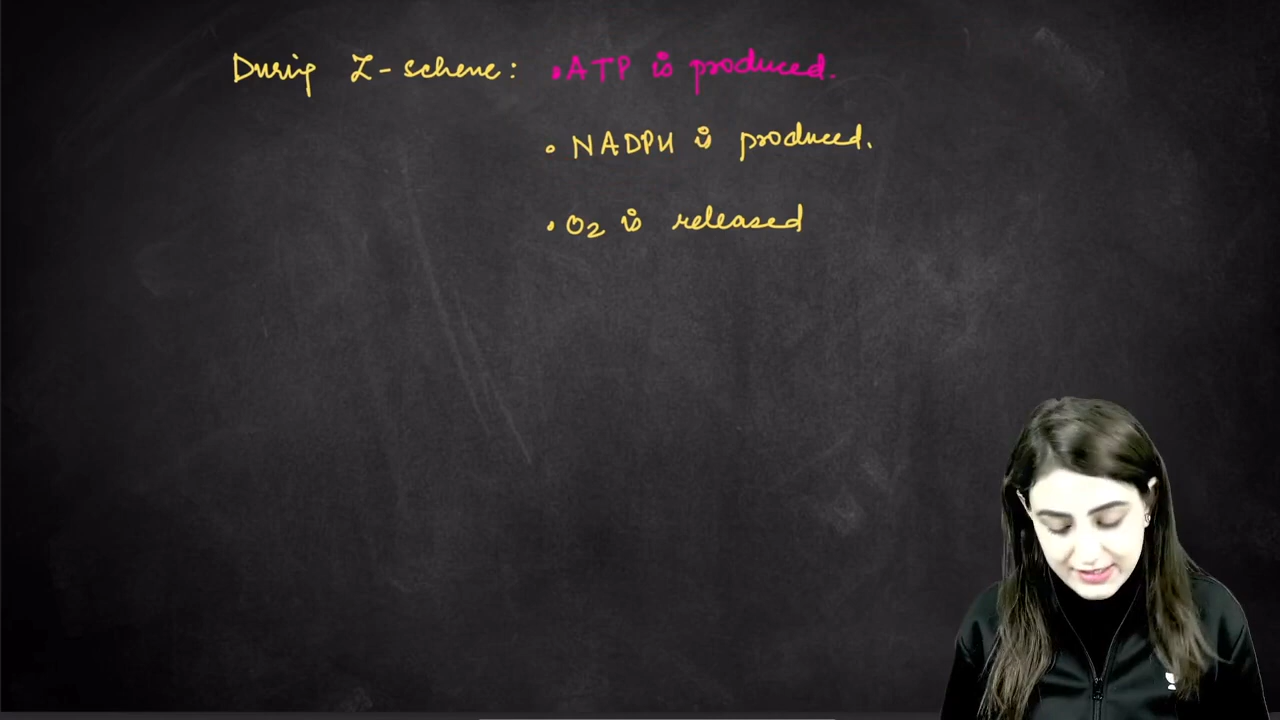 During Z-scheme: • ATP is produced.
• NADPH is produced.
• O2 is released